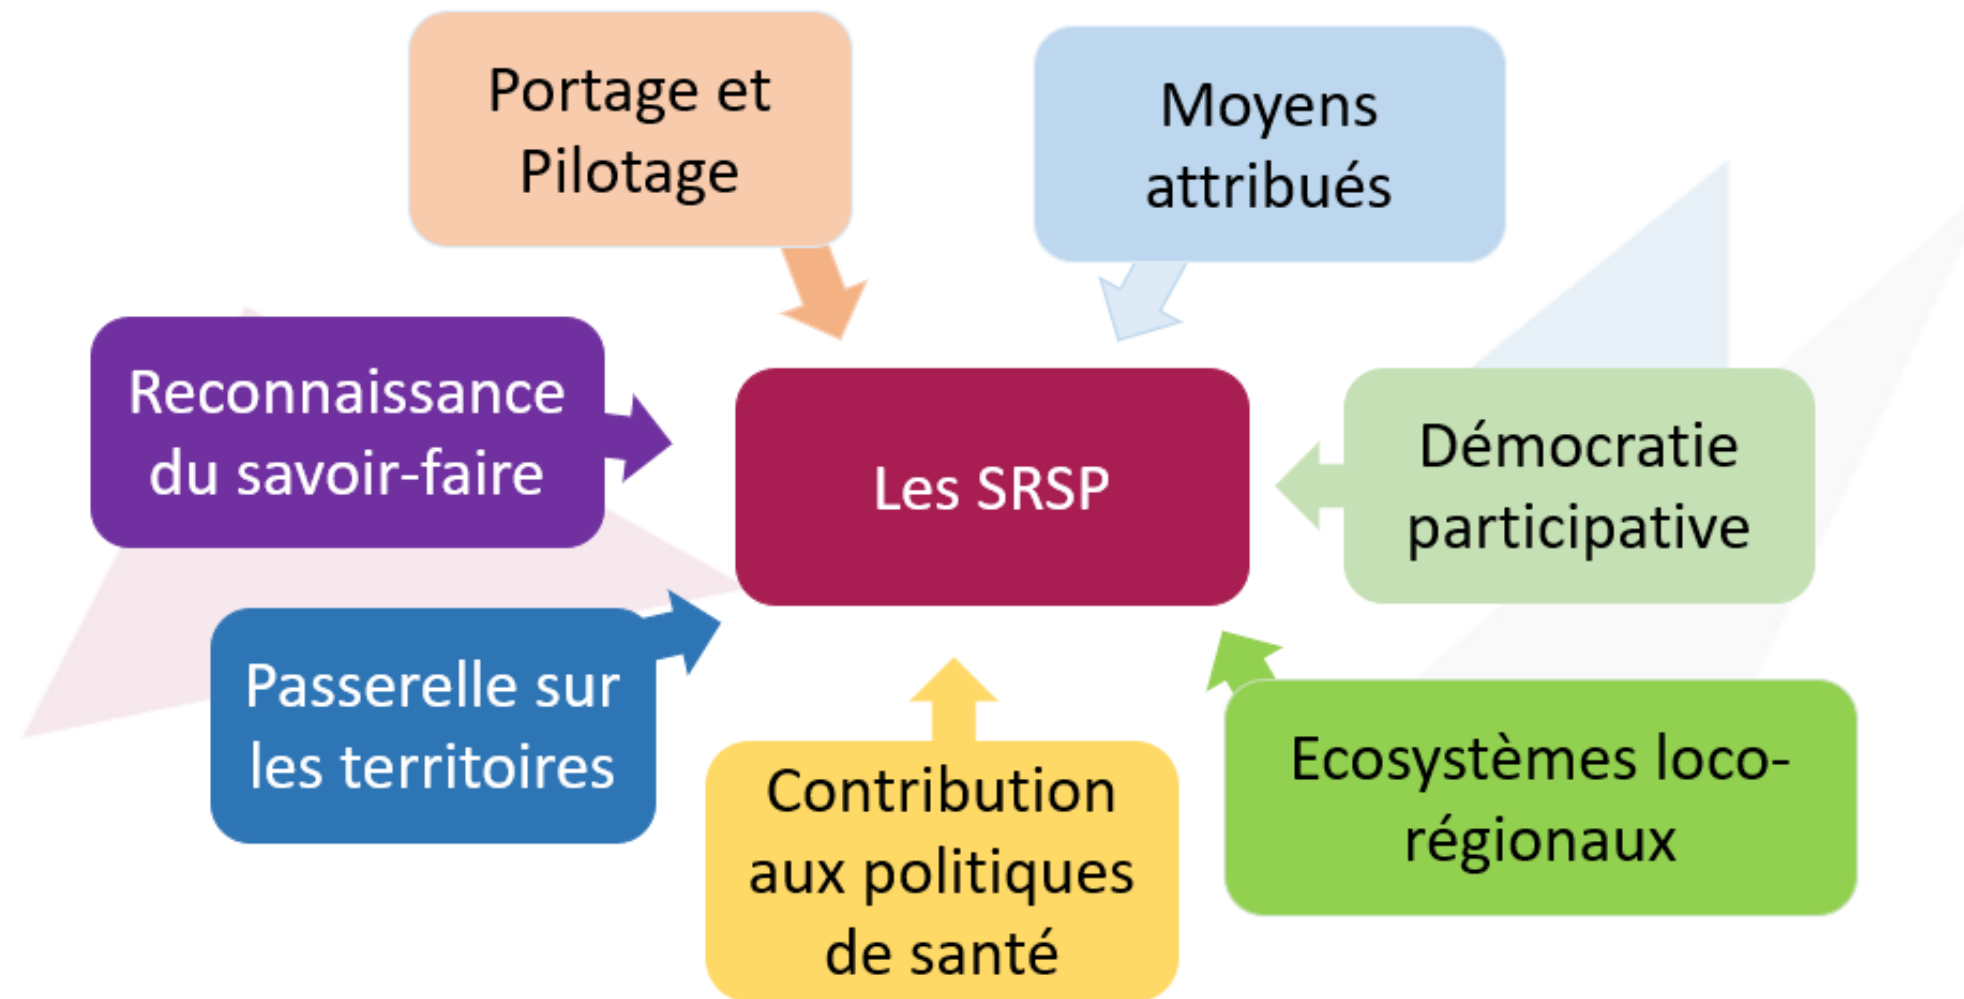 Portage et
Pilotage
Moyens
attribués
Reconnaissance
du savoir-faire
Les SRSP
Démocratie
participative
Passerelle sur
les territoires
Contribution
aux politiques
de santé
Ecosystèmes loco-
régionaux